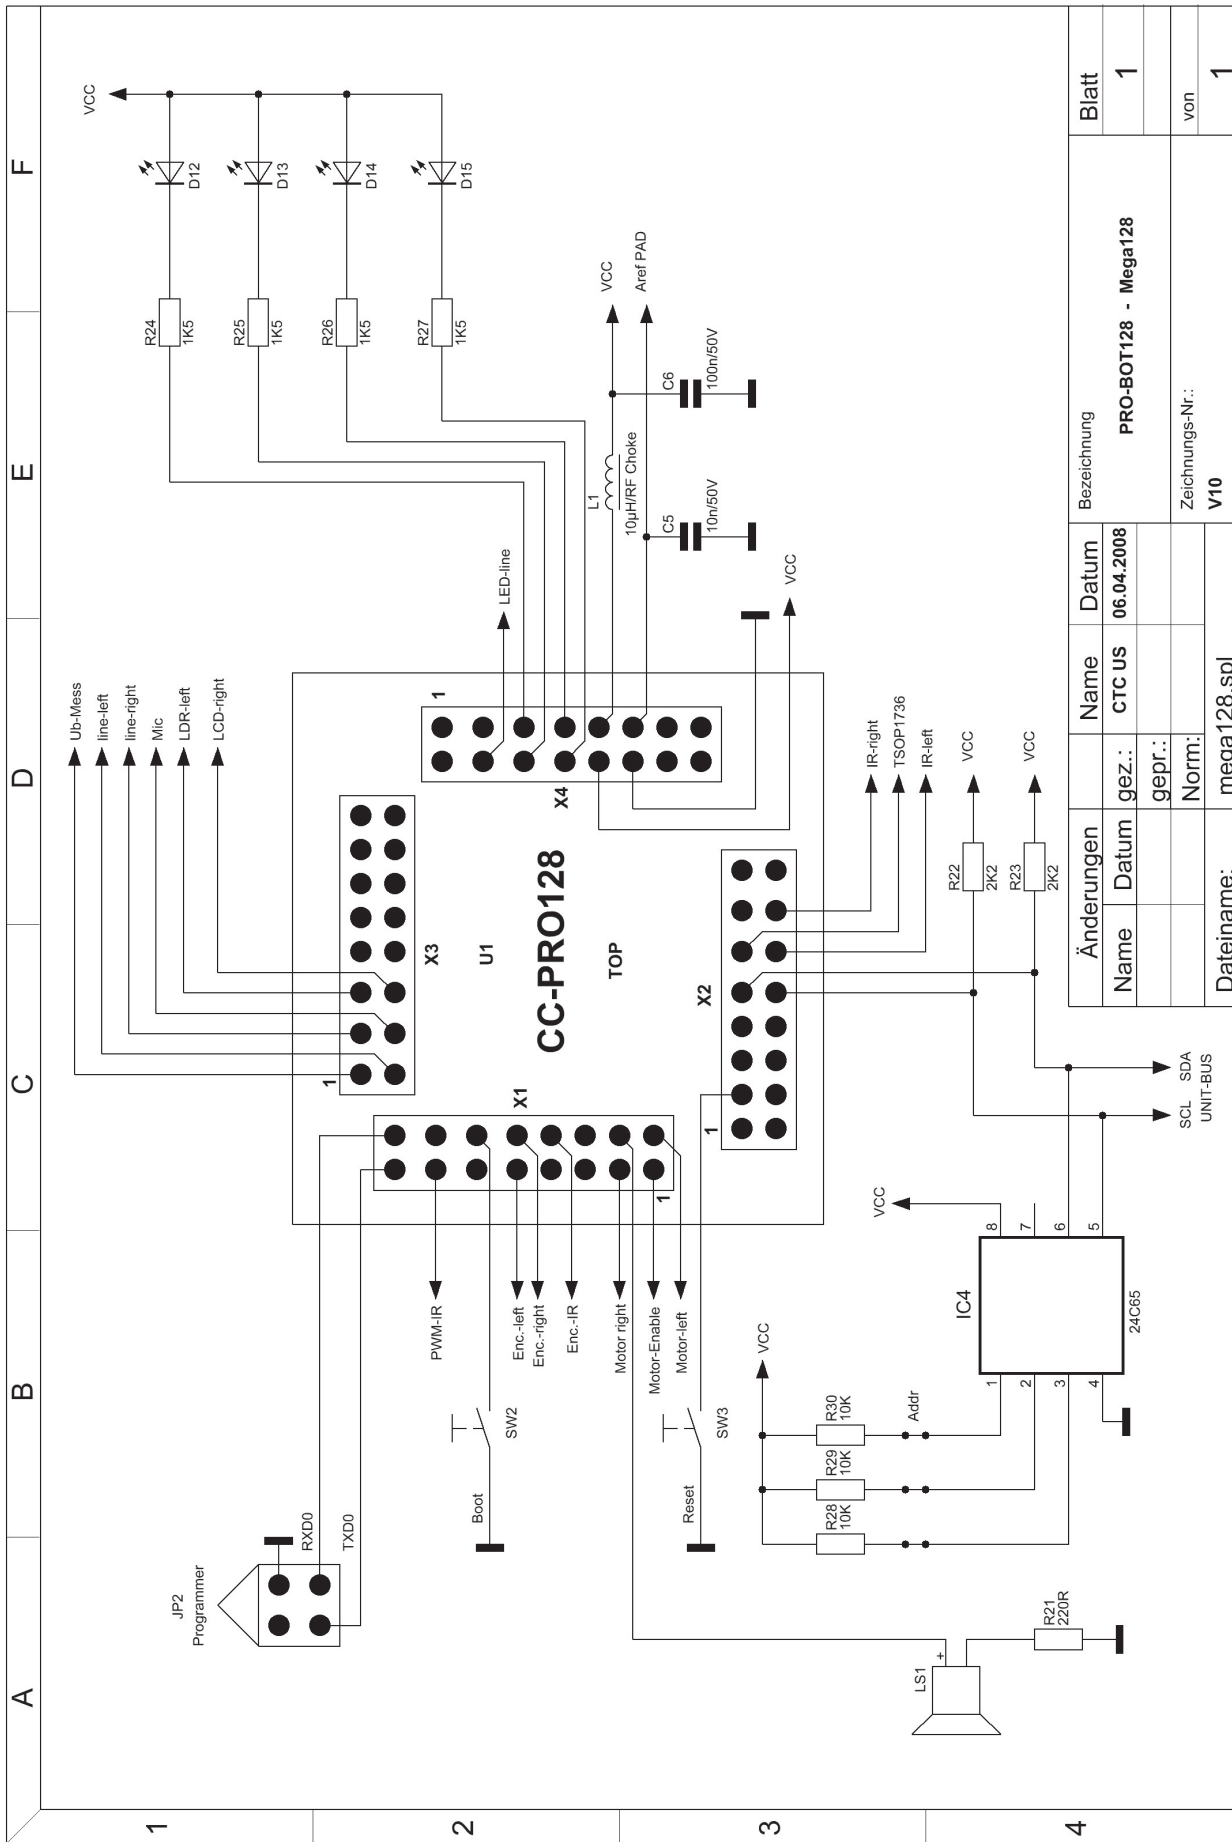 A
B
C
D
E
F
1
2
3
4
JP2
Programmer
RXD0
TXD0
Boot
SW2
Reset
SW3
PWM-IR
Enc.-left
Enc.-right
Enc.-IR
Motor right
Motor-Enable
Motor-left
Ub-Mess
line-left
line-right
Mic
LDR-left
LCD-right
1
X3
X1
1
U1
CC-PRO128
TOP
X2
1
X4
1
LED-line
VCC
D12
D13
D14
D15
R24
1K5
R25
1K5
R26
1K5
R27
1K5
L1
10µH/RF Choke
VCC
Aref PAD
C5
10n/50V
C6
100n/50V
VCC
IR-right
TSOP1736
IR-left
R22
2K2
VCC
R23
2K2
VCC
SCL
SDA
UNIT-BUS
VCC
IC4
24C65
1
2
3
4
5
6
7
8
VCC
R30
10K
R29
10K
R28
10K
Addr
LS1
+
R21
220R
Änderungen
Name
Datum
gez.:
gepr.:
Norm:
Name
Datum
CTC US
06.04.2008
Dateiname:
mega128.spl
Bezeichnung
PRO-BOT128 - Mega128
Zeichnungs-Nr.:
V10
Blatt
1
von
1